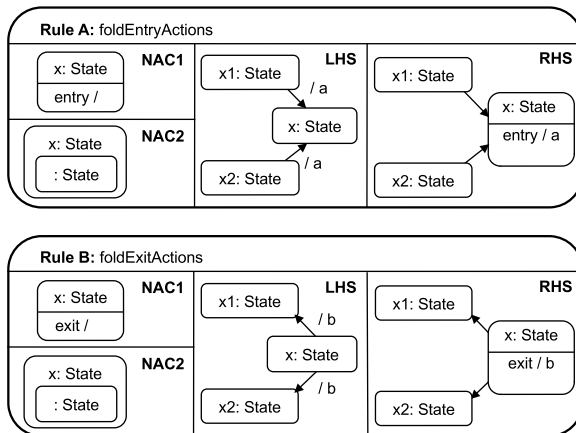 Rule A: foldEntryActions
NAC1
x: State
entry /
NAC2
x: State
: State
LHS
x1: State
/ a
x: State
/ a
x2: State
RHS
x1: State
x: State
entry / a
x2: State
Rule B: foldExitActions
NAC1
x: State
exit /
NAC2
x: State
: State
LHS
x1: State
/ b
x: State
/ b
x2: State
RHS
x1: State
x: State
exit / b
x2: State